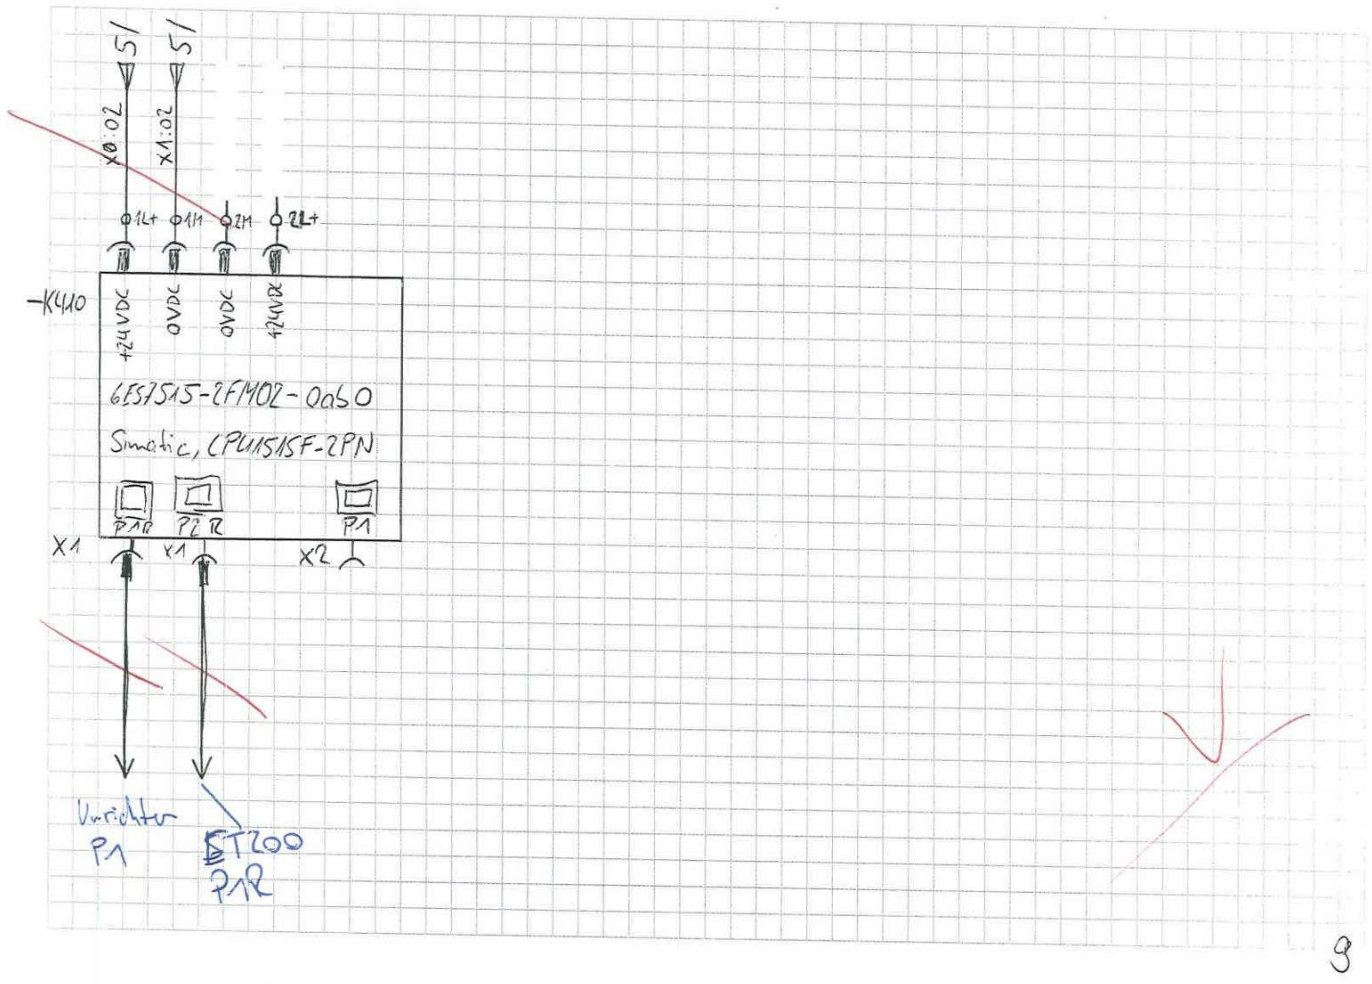 5/ 5/
X0:02 X1:02
1L+ 1M 2M 2L+
-K410
+24VDC 0VDC 0VDC +24VDC
6ES7515-2FM02-0ab0
Simatic, CPU1515F-2PN
P1R P2 R P1
X1 X1 X2
Umrichter
P1
ET200
P1R
9